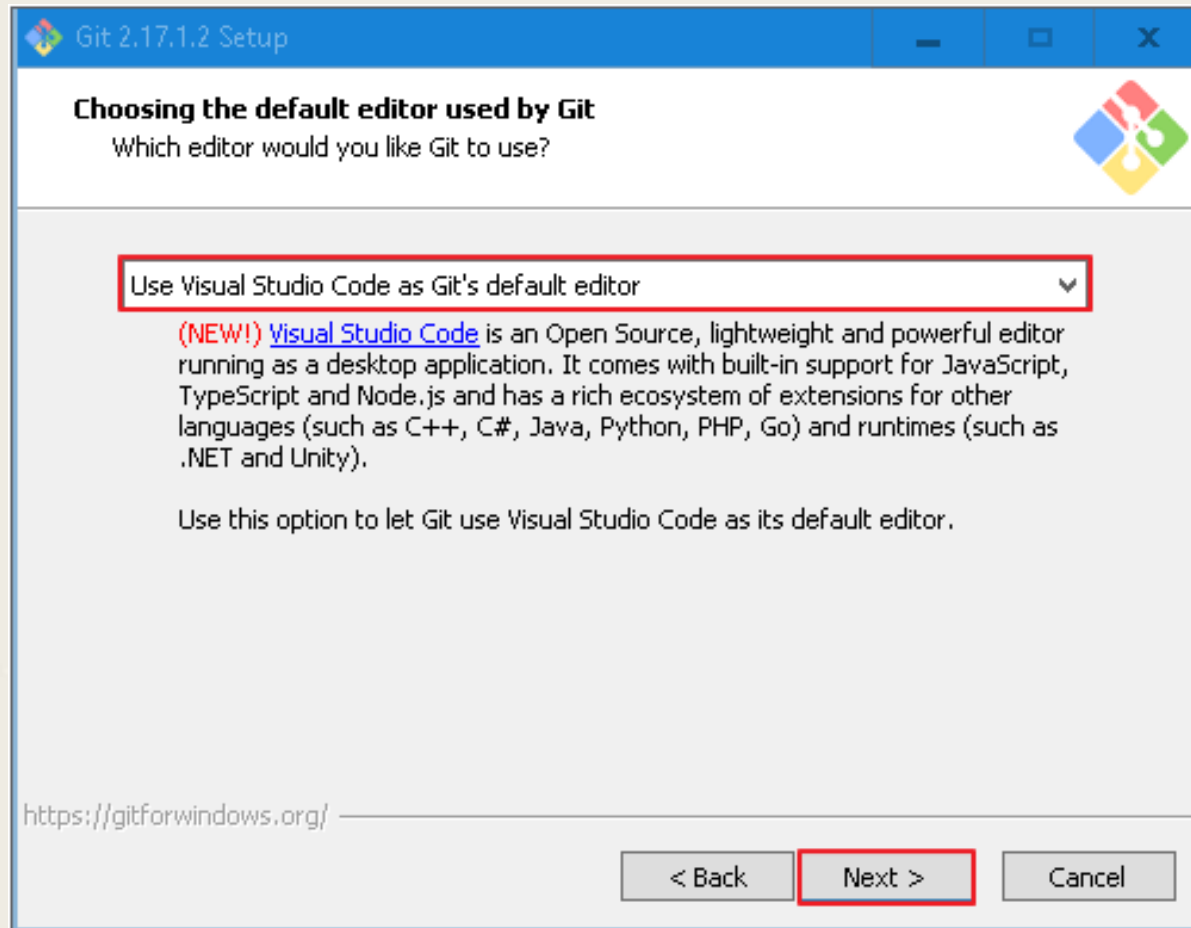 Git 2.17.1.2 Setup
Choosing the default editor used by Git
Which editor would you like Git to use?
Use Visual Studio Code as Git's default editor
(NEW!) Visual Studio Code is an Open Source, lightweight and powerful editor
running as a desktop application. It comes with built-in support for JavaScript,
TypeScript and Node.js and has a rich ecosystem of extensions for other
languages (such as C++, C#, Java, Python, PHP, Go) and runtimes (such as
.NET and Unity).
Use this option to let Git use Visual Studio Code as its default editor.
https://gitforwindows.org/
< Back Next > Cancel